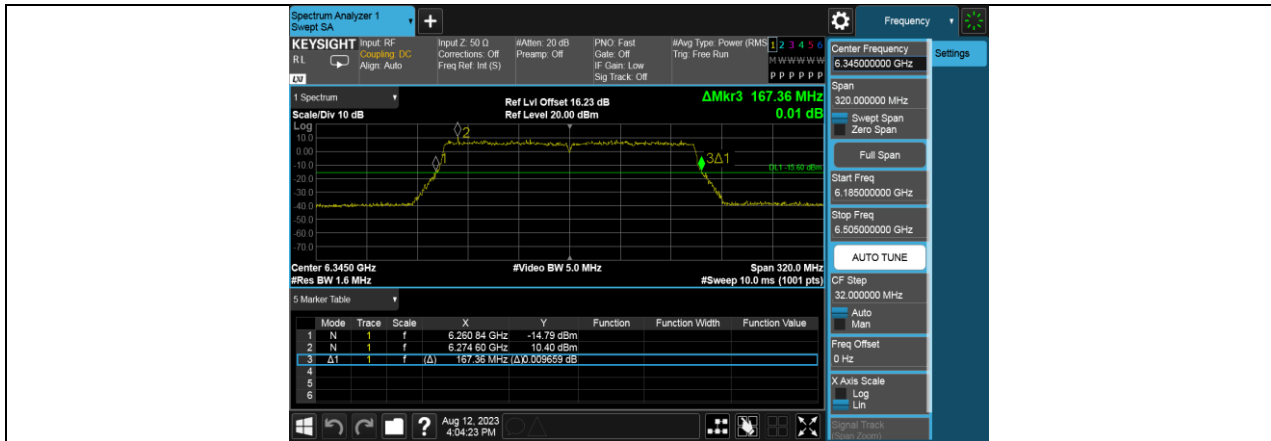 Spectrum Analyzer 1
Swept SA
Frequency
KEYSIGHT
Input: RF
Input Z: 50 Ω
#Atten: 20 dB
PNO: Fast
#Avg Type: Power (RMS
1 2 3 4 5 6
RL
Coupling: DC
Corrections: Off
Preamp: Off
Gate: Off
Trig: Free Run
M W W W W W
Align: Auto
Freq Ref: Int (S)
IF Gain: Low
P P P P P P
LXI
Sig Track: Off
Center Frequency
6.345000000 GHz
Settings
1 Spectrum
Ref Lvl Offset 16.23 dB
ΔMkr3 167.36 MHz
Scale/Div 10 dB
Ref Level 20.00 dBm
0.01 dB
Span
320.000000 MHz
Swept Span
Zero Span
Full Span
Start Freq
6.185000000 GHz
Stop Freq
6.505000000 GHz
AUTO TUNE
CF Step
32.000000 MHz
Auto
Man
Freq Offset
0 Hz
X Axis Scale
Log
Lin
Signal Track
(Span Zoom)
Log
10.0
0.00
-10.0
-20.0
-30.0
-40.0
-50.0
-60.0
-70.0
2
1
3Δ1
DL1 -15.60 dBm
Center 6.3450 GHz
#Video BW 5.0 MHz
Span 320.0 MHz
#Res BW 1.6 MHz
#Sweep 10.0 ms (1001 pts)
5 Marker Table
Mode Trace Scale X Y Function Function Width Function Value
1 N 1 f 6.260 84 GHz -14.79 dBm
2 N 1 f 6.274 60 GHz 10.40 dBm
3 Δ1 1 f (Δ) 167.36 MHz (Δ)0.009659 dB
4
5
6
?
Aug 12, 2023
4:04:23 PM